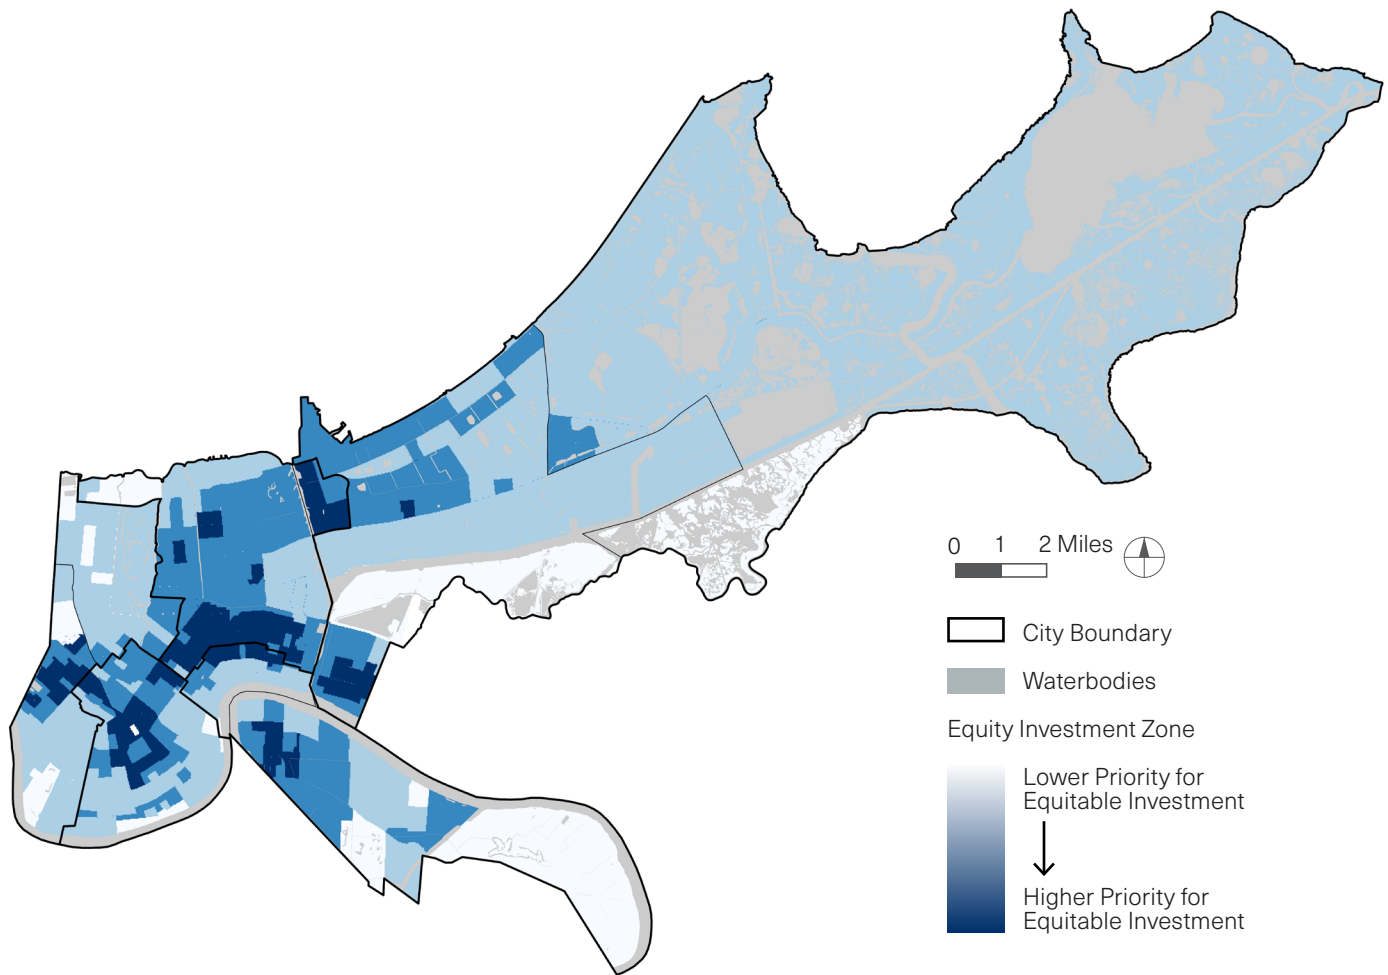 0 1 2 Miles
City Boundary
Waterbodies
Equity Investment Zone
Lower Priority for
Equitable Investment
Higher Priority for
Equitable Investment